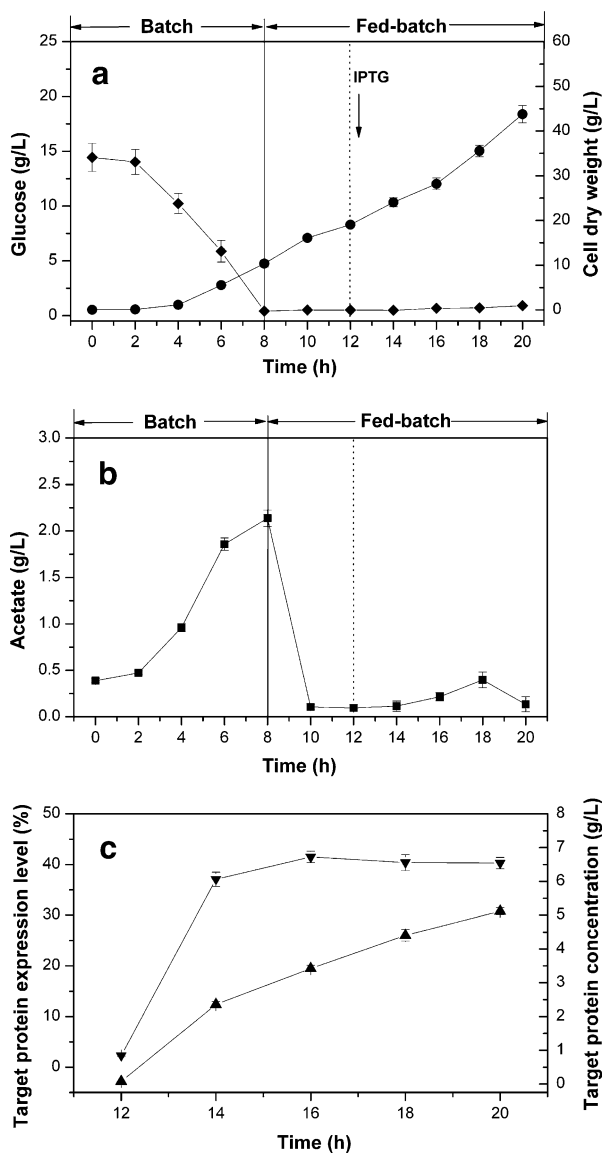 Batch Fed-batch
a
IPTG
25
20
15
10
5
0
Glucose (g/L)
60
50
40
30
20
10
0
Cell dry weight (g/L)
0 2 4 6 8 10 12 14 16 18 20
Time (h)
Batch Fed-batch
b
3.0
2.5
2.0
1.5
1.0
0.5
0.0
Acetate (g/L)
0 2 4 6 8 10 12 14 16 18 20
Time (h)
c
50
40
30
20
10
0
Target protein expression level (%)
8
7
6
5
4
3
2
1
0
Target protein concentration (g/L)
12 14 16 18 20
Time (h)